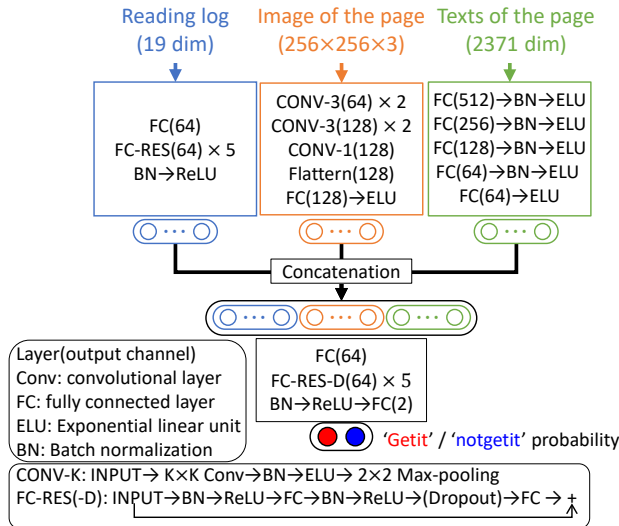 Reading log
(19 dim)
Image of the page
(256×256×3)
Texts of the page
(2371 dim)
FC(64)
FC-RES(64) × 5
BN→ReLU
CONV-3(64) × 2
CONV-3(128) × 2
CONV-1(128)
Flattern(128)
FC(128)→ELU
FC(512)→BN→ELU
FC(256)→BN→ELU
FC(128)→BN→ELU
FC(64)→BN→ELU
FC(64)→ELU
Concatenation
Layer(output channel)
Conv: convolutional layer
FC: fully connected layer
ELU: Exponential linear unit
BN: Batch normalization
FC(64)
FC-RES-D(64) × 5
BN→ReLU→FC(2)
'Getit' / 'notgetit' probability
CONV-K: INPUT→ K×K Conv→BN→ELU→ 2×2 Max-pooling
FC-RES(-D): INPUT→BN→ReLU→FC→BN→ReLU→(Dropout)→FC → +